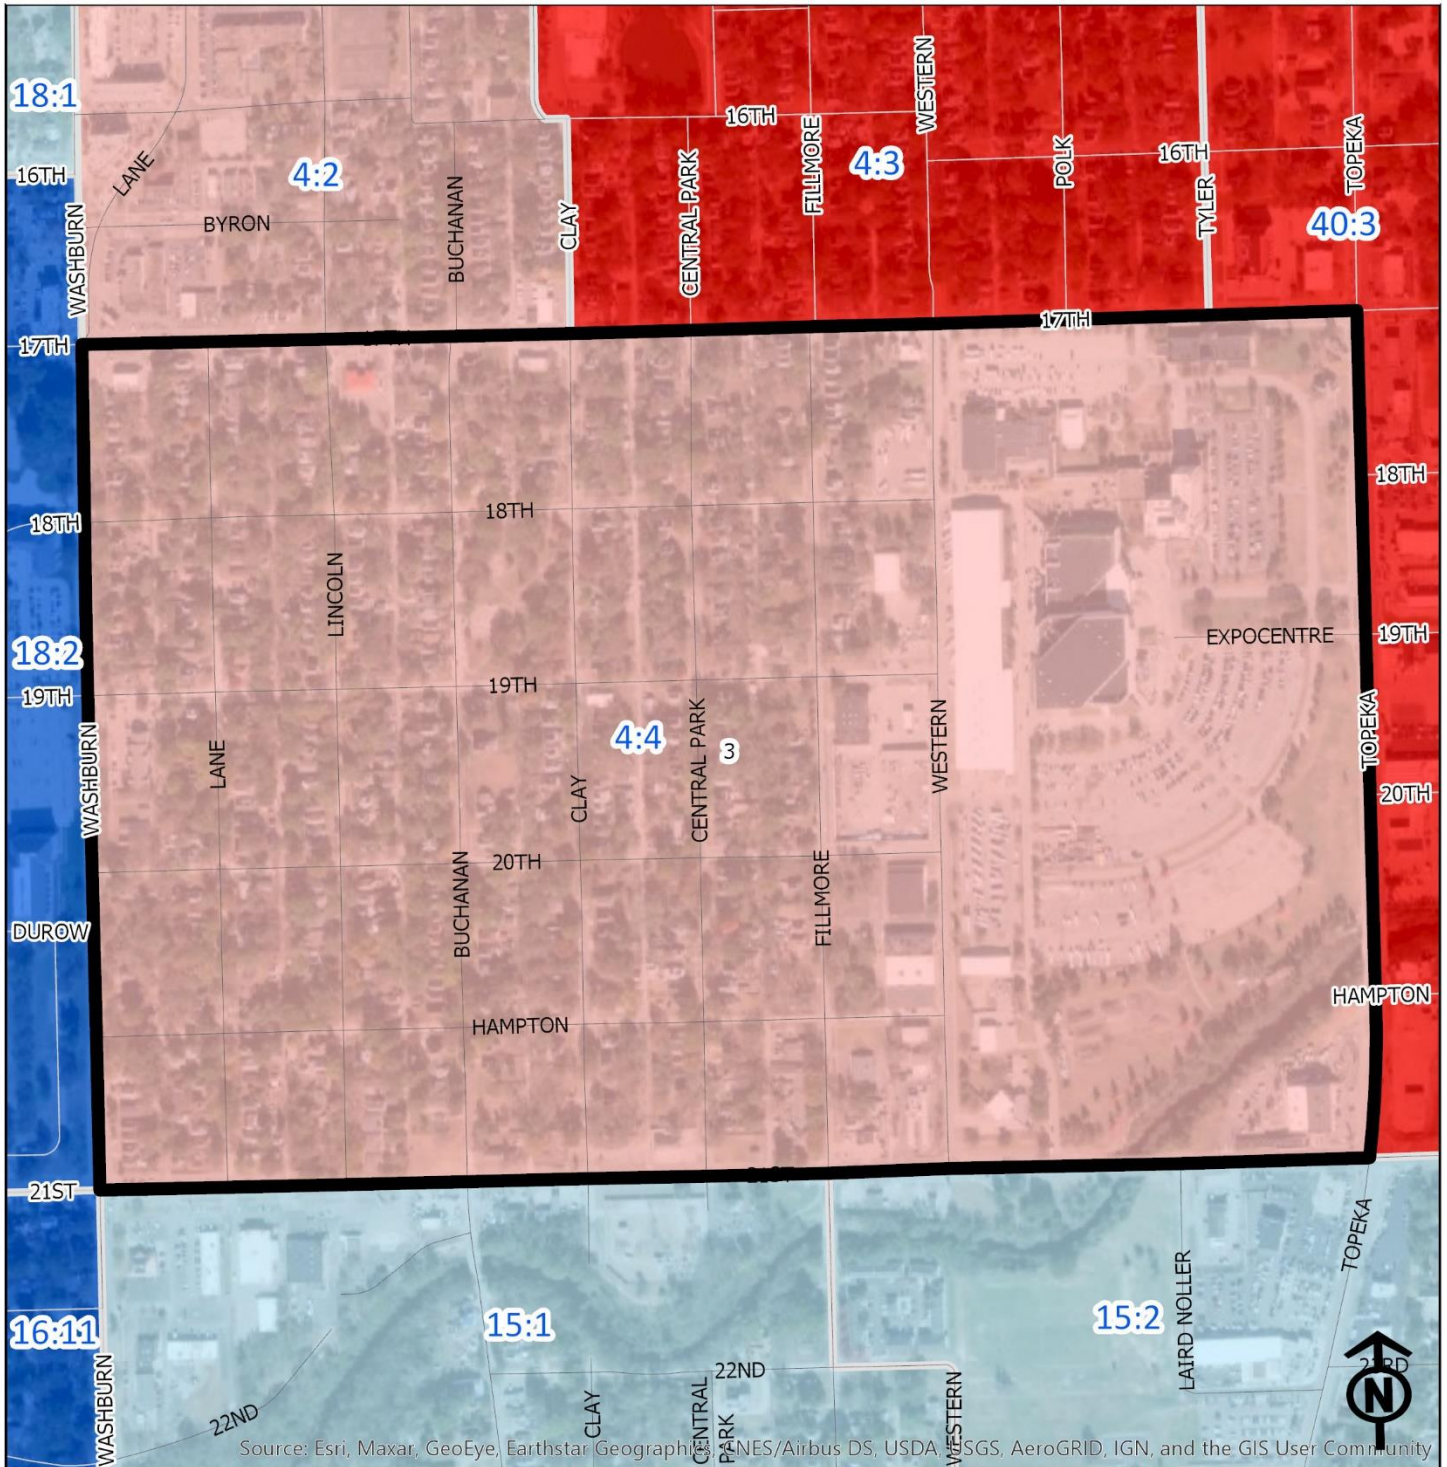 18:1
16TH
LANE
4:2
BYRON
WASHBURN
BUCHANAN
CLAY
16TH
CENTRAL PARK
FILLMORE
WESTERN
4:3
POLK
16TH
TYLER
TOPEKA
40:3
17TH
17TH
18TH
18TH
18TH
LINCOLN
18:2
19TH
19TH
EXPOCENTRE
19TH
WASHBURN
LANE
4:4
3
CENTRAL PARK
CLAY
WESTERN
TOPEKA
20TH
20TH
BUCHANAN
FILLMORE
DUROW
HAMPTON
HAMPTON
21ST
21ST
TOPEKA
16:11
15:1
15:2
LAIRD NOLLER
22ND
23RD
N
WASHBURN
22ND
CLAY
CENTRAL
PARK
WESTERN
Source: Esri, Maxar, GeoEye, Earthstar Geographics, CNES/Airbus DS, USDA, USGS, AeroGRID, IGN, and the GIS User Community